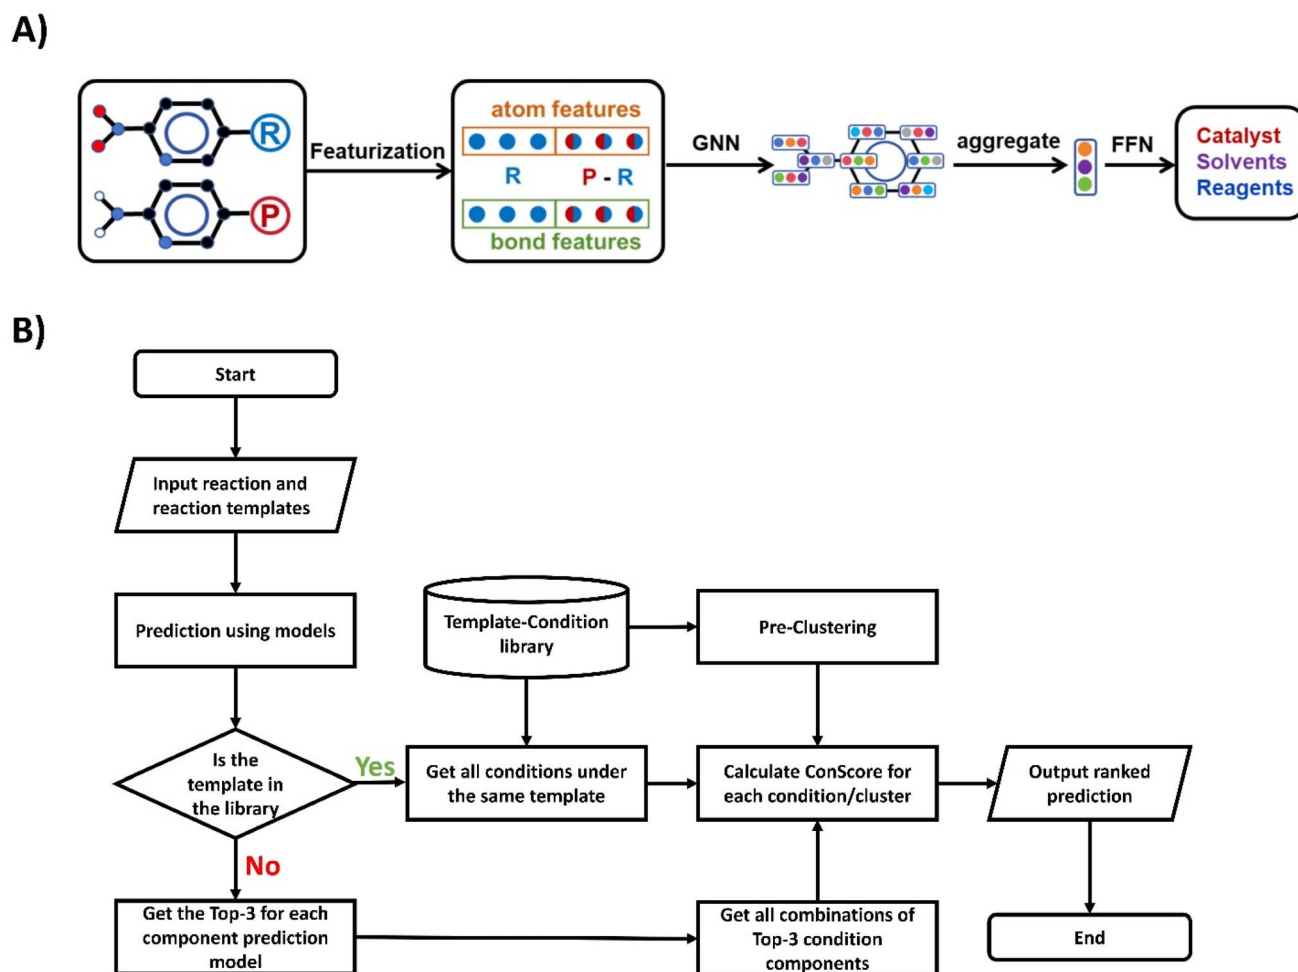 A)
R
P
Featurization
atom features
R
P - R
bond features
GNN
aggregate
FFN
Catalyst
Solvents
Reagents
B)
Start
Input reaction and
reaction templates
Prediction using models
Is the
template in
the library
Yes
No
Get the Top-3 for each
component prediction
model
Template-Condition
library
Get all conditions under
the same template
Pre-Clustering
Calculate ConScore for
each condition/cluster
Get all combinations of
Top-3 condition
components
Output ranked
prediction
End